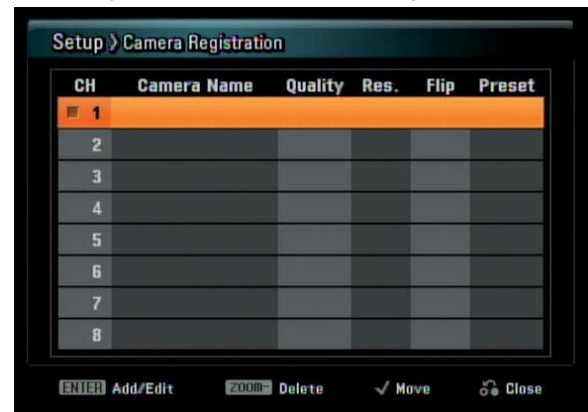 Setup > Camera Registration
CH Camera Name Quality Res. Flip Preset
1
2
3
4
5
6
7
8
ENTER Add/Edit ZOOM- Delete ✓ Move Close